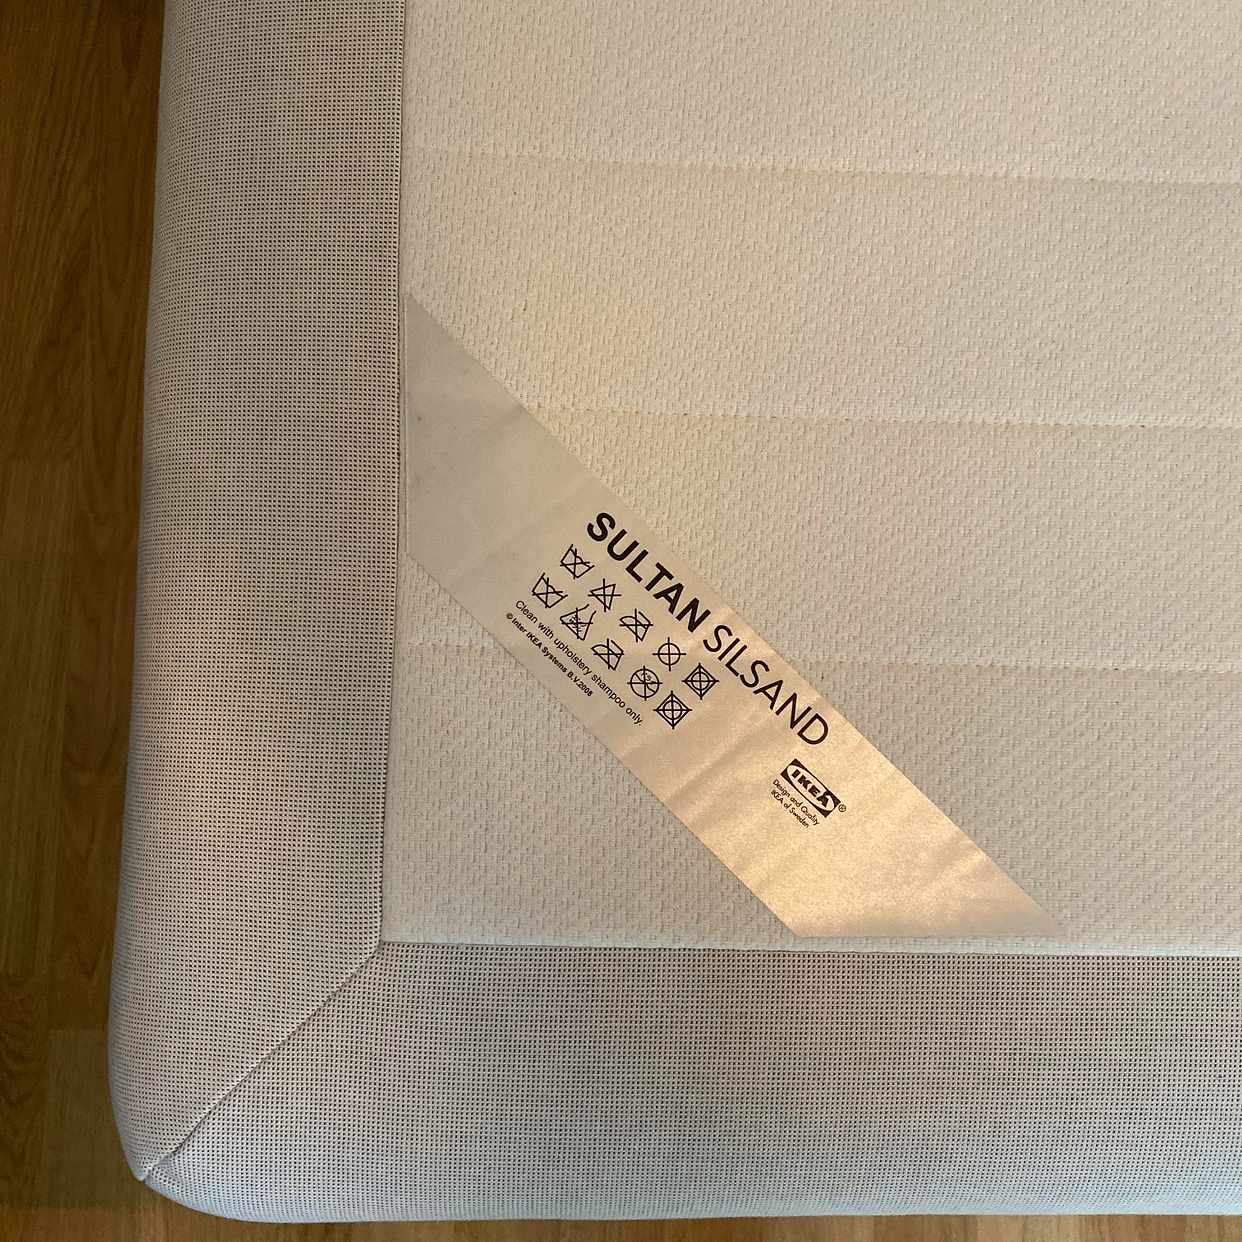 SULTAN SILSAND
Clean with upholstery shampoo only.
© Inter IKEA Systems B.V.2008
IKEA®
Design and Quality
IKEA of Sweden